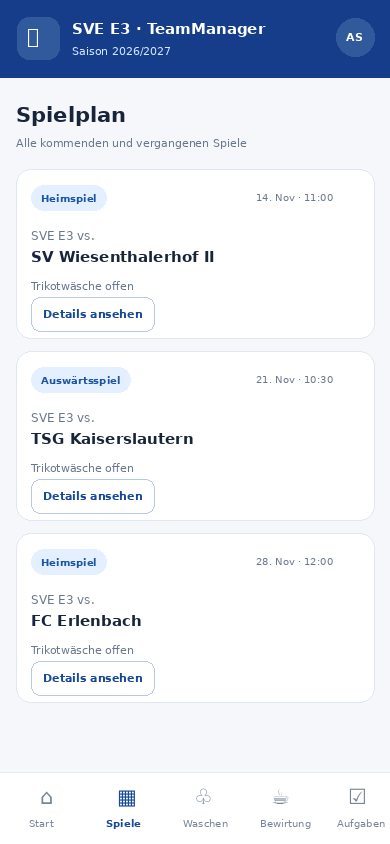 SVE E3 · TeamManager
Saison 2026/2027
AS
Spielplan
Alle kommenden und vergangenen Spiele
Heimspiel 14. Nov · 11:00
SVE E3 vs.
SV Wiesenthalerhof II
Trikotwäsche offen
Details ansehen
Auswärtsspiel 21. Nov · 10:30
SVE E3 vs.
TSG Kaiserslautern
Trikotwäsche offen
Details ansehen
Heimspiel 28. Nov · 12:00
SVE E3 vs.
FC Erlenbach
Trikotwäsche offen
Details ansehen
Start Spiele Waschen Bewirtung Aufgaben